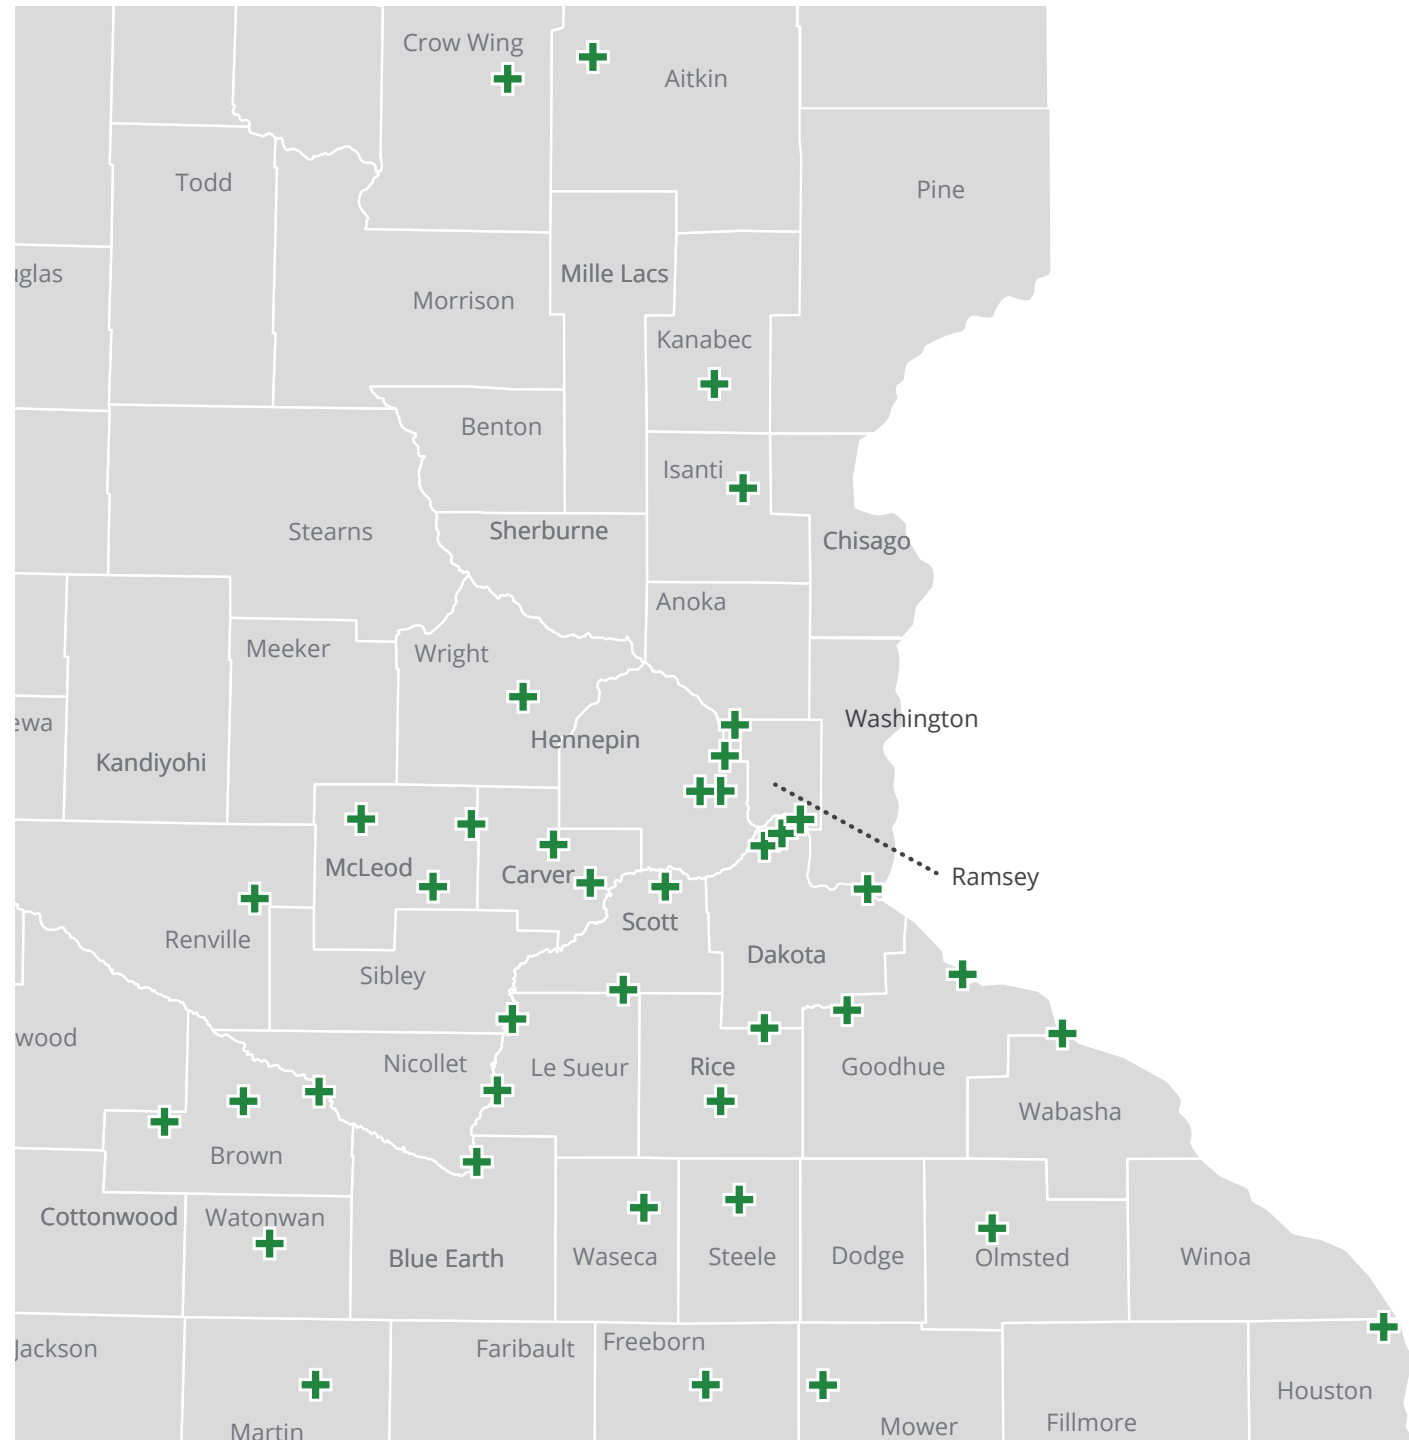 Crow Wing
Aitkin
Todd
Pine
uglas
Mille Lacs
Morrison
Kanabec
Benton
Isanti
Stearns
Sherburne
Chisago
Anoka
Meeker
Wright
Washington
ewa
Hennepin
Kandiyohi
McLeod
Carver
Ramsey
Scott
Renville
Dakota
Sibley
wood
Nicollet
Le Sueur
Rice
Goodhue
Wabasha
Brown
Cottonwood
Watonwan
Blue Earth
Waseca
Steele
Dodge
Olmsted
Winoa
Jackson
Faribault
Freeborn
Houston
Martin
Mower
Fillmore